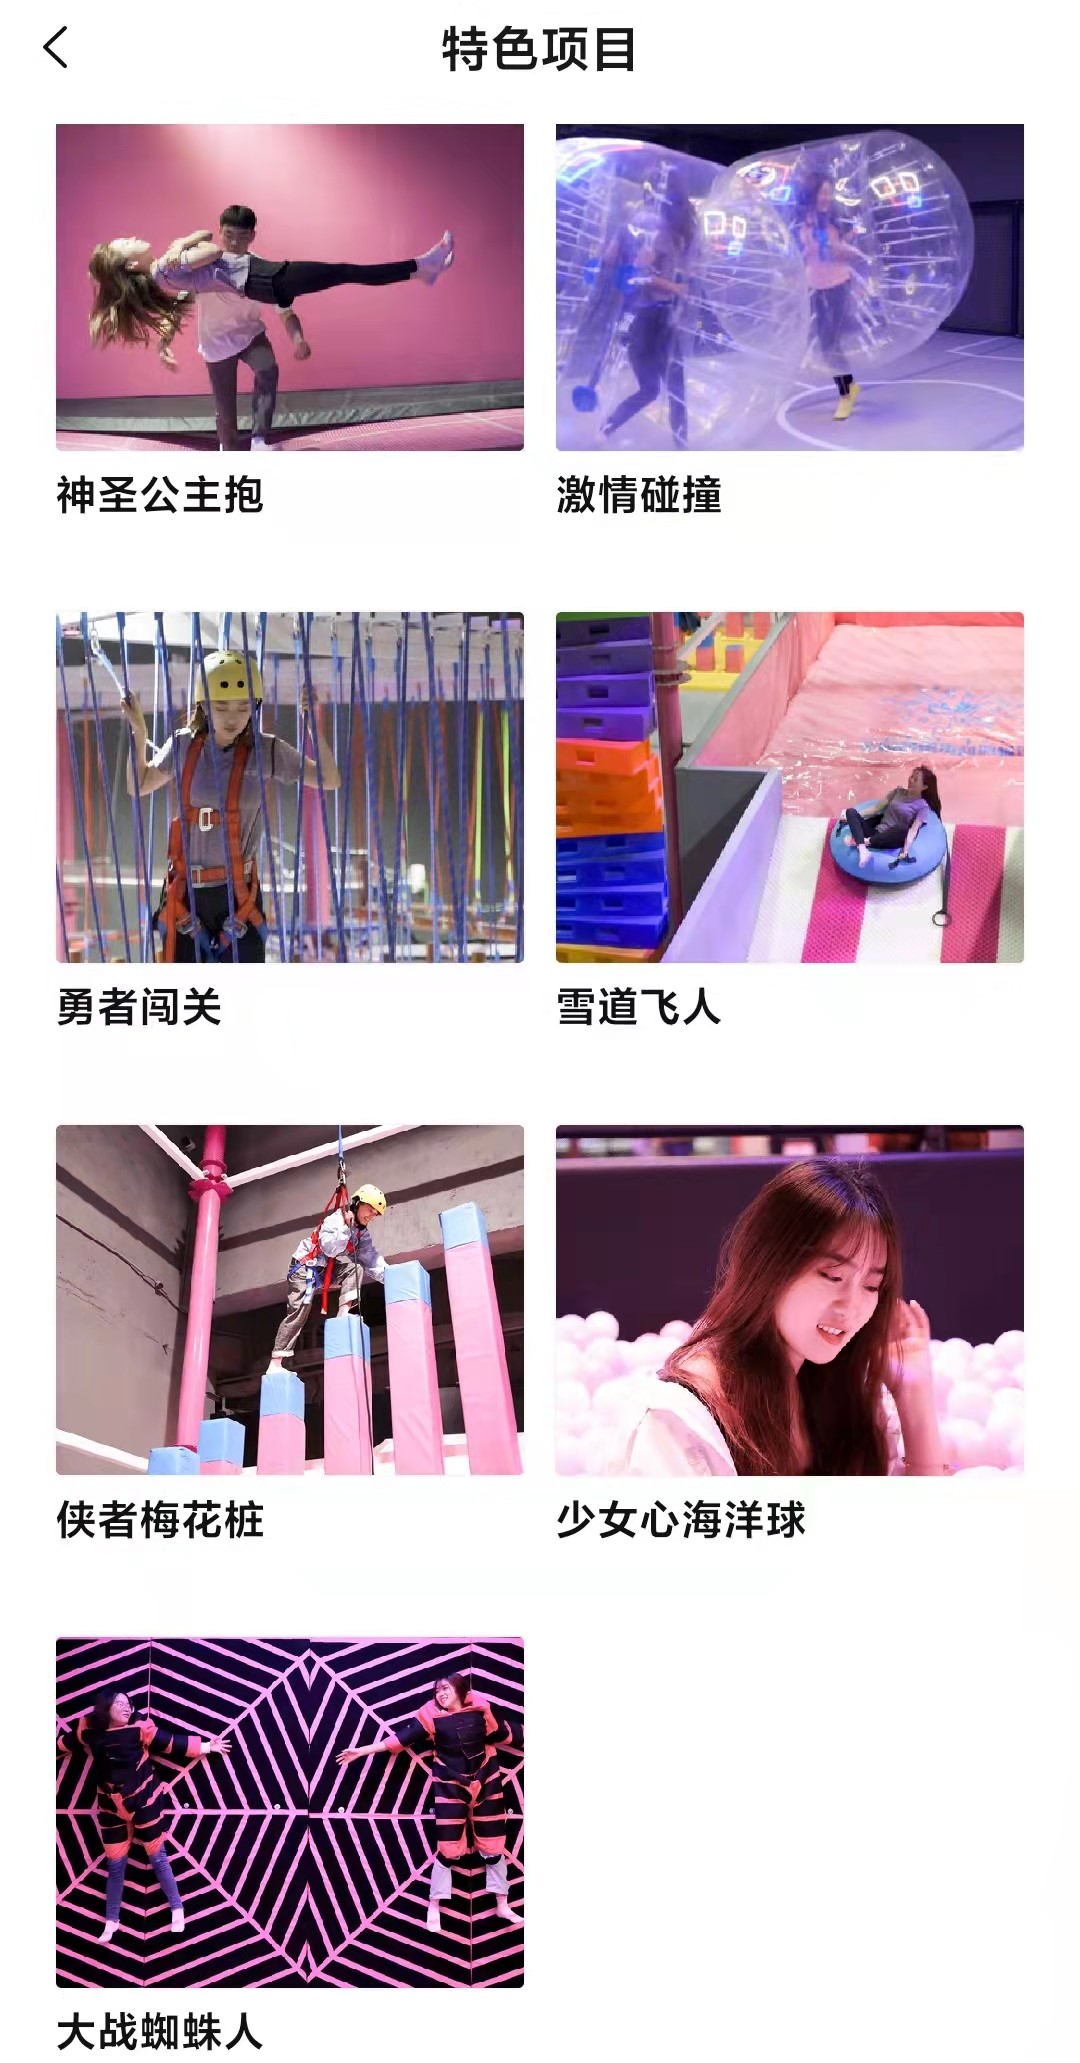 特色项目
神圣公主抱
激情碰撞
勇者闯关
雪道飞人
侠者梅花桩
少女心海洋球
大战蜘蛛人